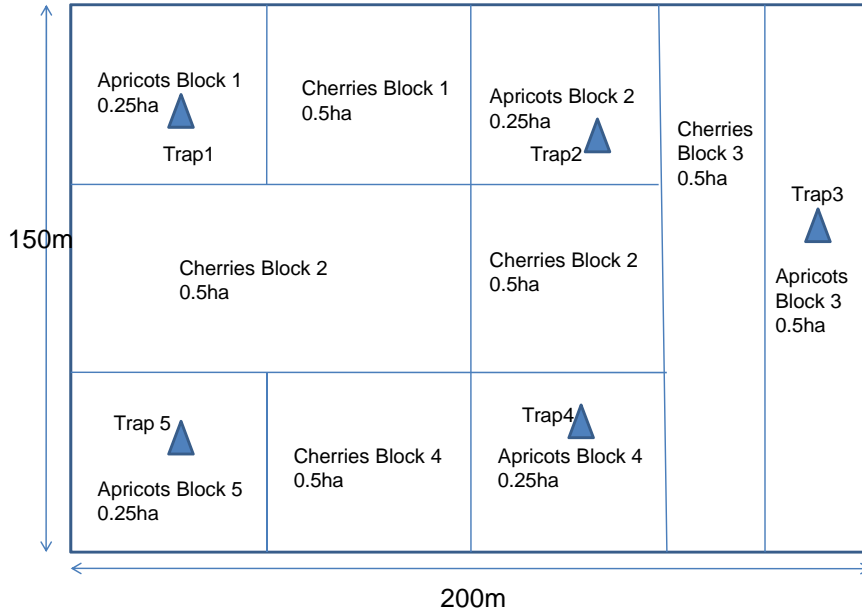 Apricots Block 1
0.25ha
Trap1
Cherries Block 1
0.5ha
Apricots Block 2
0.25ha
Trap2
Cherries
Block 3
0.5ha
Trap3
Apricots
Block 3
0.5ha
150m
Cherries Block 2
0.5ha
Cherries Block 2
0.5ha
Trap 5
Apricots Block 5
0.25ha
Cherries Block 4
0.5ha
Trap4
Apricots Block 4
0.25ha
200m